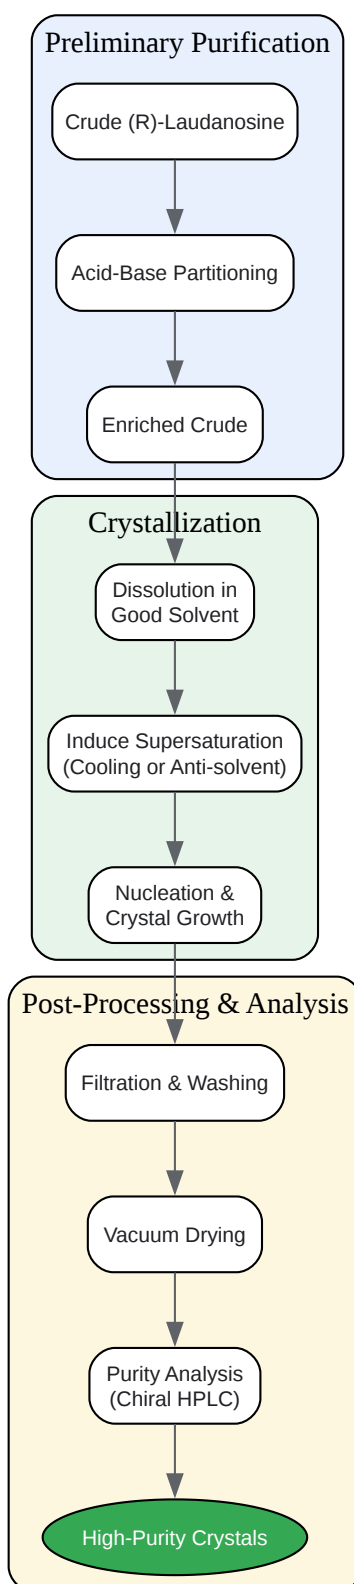 Preliminary Purification
Crude (R)-Laudanosine
Acid-Base Partitioning
Enriched Crude
Crystallization
Dissolution in
Good Solvent
Induce Supersaturation
(Cooling or Anti-solvent)
Nucleation &
Crystal Growth
Post-Processing & Analysis
Filtration & Washing
Vacuum Drying
Purity Analysis
(Chiral HPLC)
High-Purity Crystals